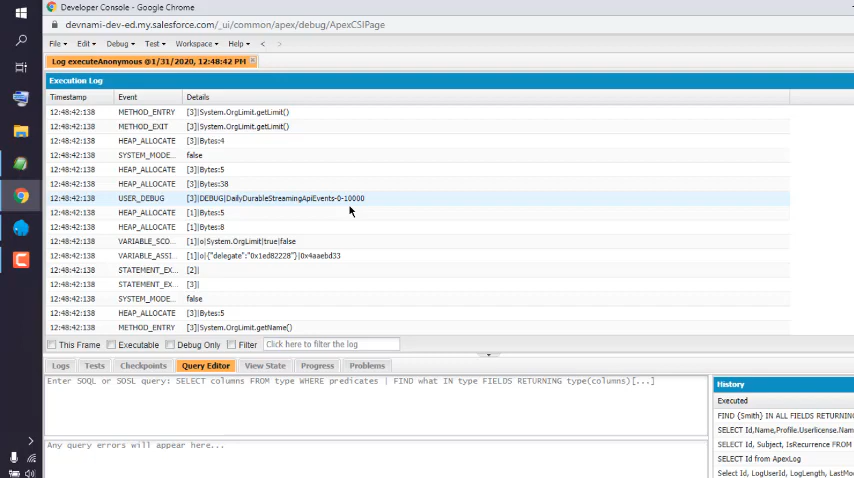 Developer Console - Google Chrome
devnami-dev-ed.my.salesforce.com/_ui/common/apex/debug/ApexCSIPage
File Edit Debug Test Workspace Help < >
Log executeAnonymous @1/31/2020, 12:48:42 PM
Execution Log
Timestamp Event Details
12:48:42:138 METHOD_ENTRY [3]|System.OrgLimit.getLimit()
12:48:42:138 METHOD_EXIT [3]|System.OrgLimit.getLimit()
12:48:42:138 HEAP_ALLOCATE [3]|Bytes:4
12:48:42:138 SYSTEM_MODE... false
12:48:42:138 HEAP_ALLOCATE [3]|Bytes:5
12:48:42:138 HEAP_ALLOCATE [3]|Bytes:38
12:48:42:138 USER_DEBUG [3]|DEBUG|DailyDurableStreamingApiEvents-0-10000
12:48:42:138 HEAP_ALLOCATE [1]|Bytes:5
12:48:42:138 HEAP_ALLOCATE [1]|Bytes:8
12:48:42:138 VARIABLE_SCO... [1]|o|System.OrgLimit|true|false
12:48:42:138 VARIABLE_ASSI... [1]|o|{"delegate":"0x1ed82228"}|0x4aaebd33
12:48:42:138 STATEMENT_EX... [2]|
12:48:42:138 STATEMENT_EX... [3]|
12:48:42:138 SYSTEM_MODE... false
12:48:42:138 HEAP_ALLOCATE [3]|Bytes:5
12:48:42:138 METHOD_ENTRY [3]|System.OrgLimit.getName()
This Frame Executable Debug Only Filter Click here to filter the log
Logs Tests Checkpoints Query Editor View State Progress Problems
Enter SOQL or SOSL query: SELECT columns FROM type WHERE predicates | FIND what IN type FIELDS RETURNING type(columns)[...]
Any query errors will appear here...
History
Executed
FIND {Smith} IN ALL FIELDS RETURNING
SELECT Id,Name,Profile.Userlicense.Nam
SELECT Id, Subject, IsRecurrence FROM
SELECT Id from ApexLog
Select Id, LogUserId, LogLength, LastMo